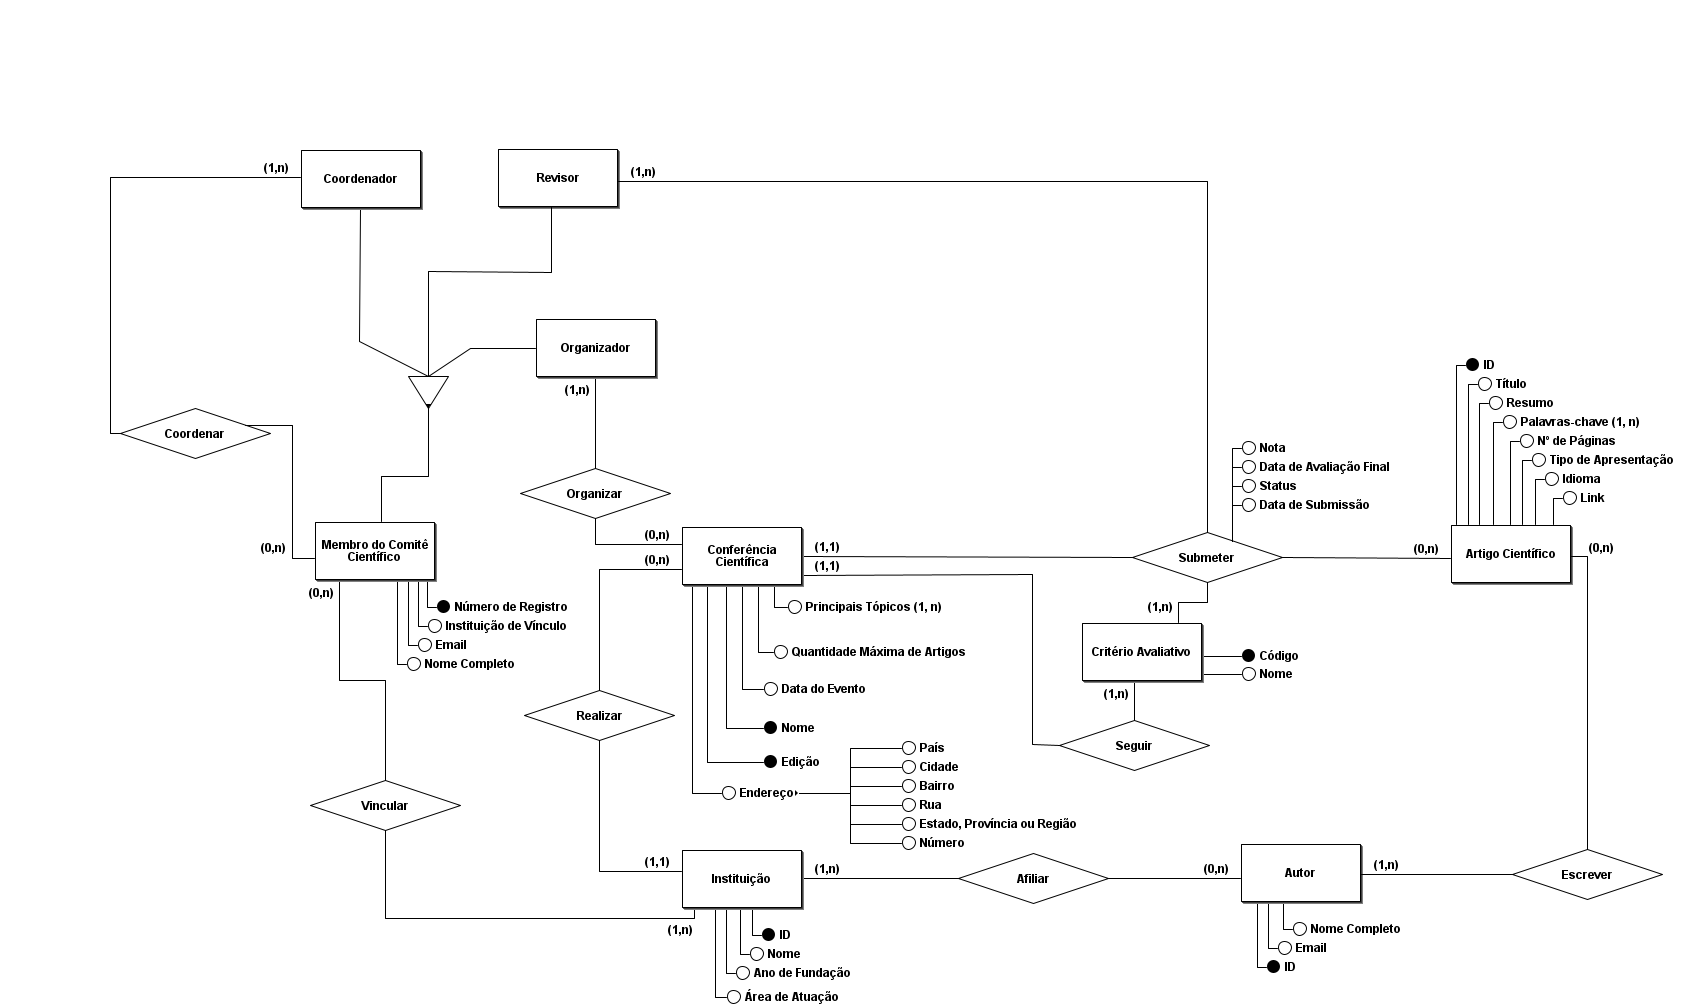 (1,n)
Coordenador
Revisor
(1,n)
Organizador
(1,n)
Coordenar
Organizar
ID
Título
Resumo
Palavras-chave (1, n)
N° de Páginas
Tipo de Apresentação
Idioma
Link
Nota
Data de Avaliação Final
Status
Data de Submissão
(0,n)
Membro do Comitê
Científico
(0,n)
(0,n)
(0,n)
Conferência
Científica
(1,1)
(1,1)
Submeter
(0,n)
Artigo Científico
(0,n)
Número de Registro
Instituição de Vínculo
Email
Nome Completo
Principais Tópicos (1, n)
Quantidade Máxima de Artigos
Data do Evento
Nome
Edição
Endereço
País
Cidade
Bairro
Rua
Estado, Província ou Região
Número
(1,n)
Critério Avaliativo
Código
Nome
(1,n)
Seguir
Realizar
Vincular
(1,1)
Instituição
(1,n)
Afiliar
(0,n)
Autor
(1,n)
Escrever
(1,n)
ID
Nome
Ano de Fundação
Área de Atuação
Nome Completo
Email
ID